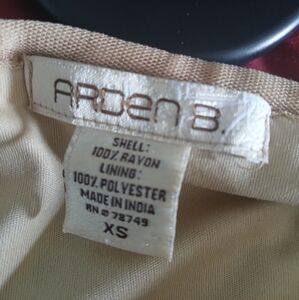 ARDEN B.
SHELL:
100% RAYON
LINING:
100% POLYESTER
MADE IN INDIA
RN # 78749
XS